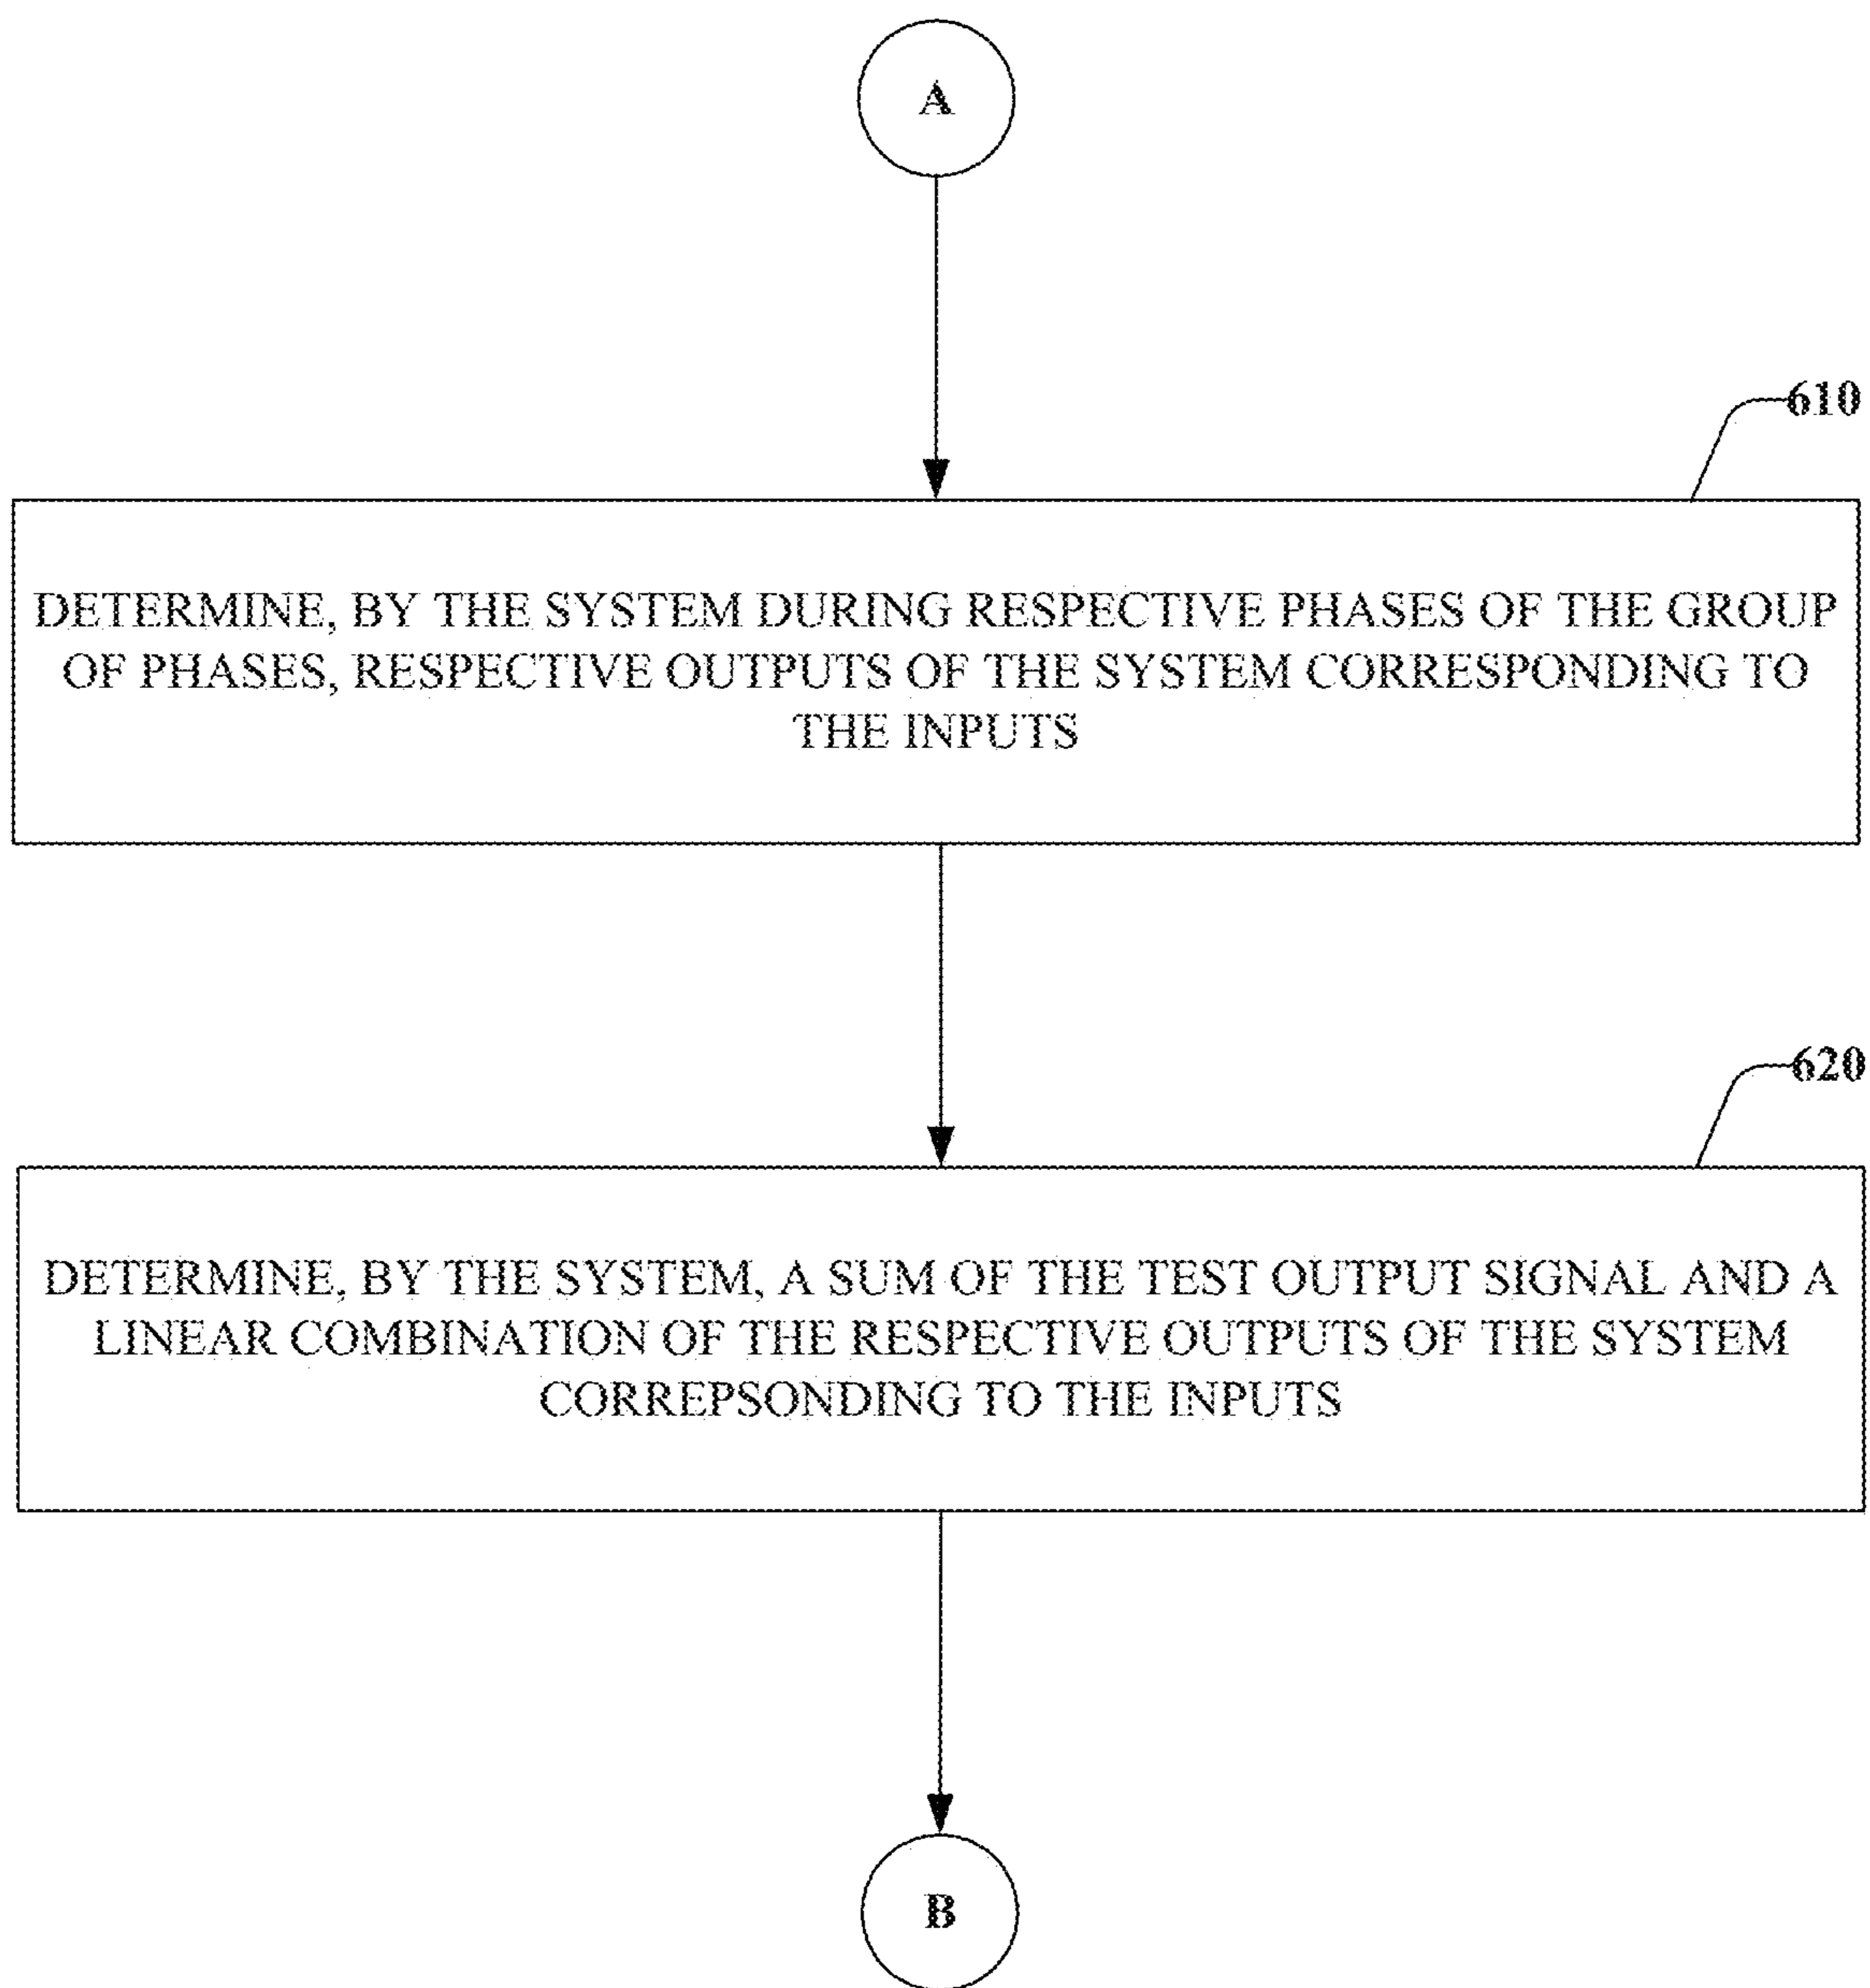 A
610
DETERMINE, BY THE SYSTEM DURING RESPECTIVE PHASES OF THE GROUP
OF PHASES, RESPECTIVE OUTPUTS OF THE SYSTEM CORRESPONDING TO
THE INPUTS
620
DETERMINE, BY THE SYSTEM, A SUM OF THE TEST OUTPUT SIGNAL AND A
LINEAR COMBINATION OF THE RESPECTIVE OUTPUTS OF THE SYSTEM
CORREPSONDING TO THE INPUTS
B